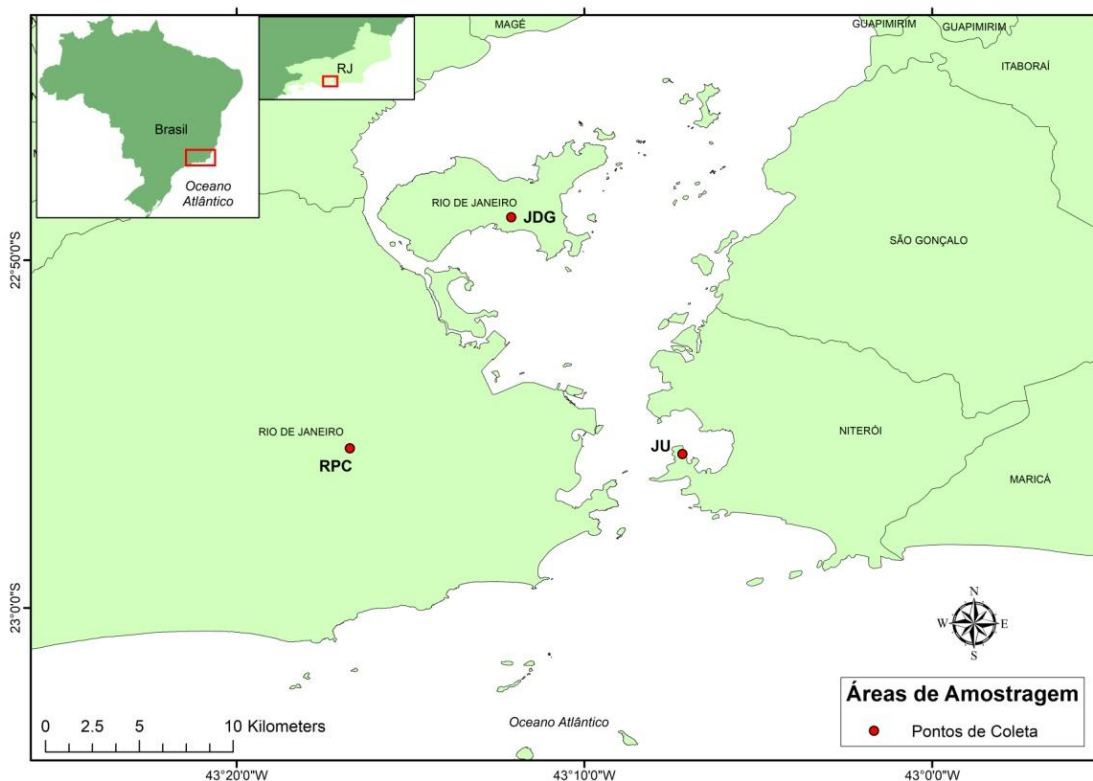 MAGÉ
GUAPIMIRIM
GUAPIMIRIM
ITABORAÍ
RJ
Brasil
Oceano
Atlântico
RIO DE JANEIRO
JDG
SÃO GONÇALO
22°50'0"S
RIO DE JANEIRO
RPC
JU
NITERÓI
MARICÁ
23°0'0"S
N
W
E
S
Áreas de Amostragem
Pontos de Coleta
0 2.5 5 10 Kilometers
Oceano Atlântico
43°20'0"W
43°10'0"W
43°0'0"W